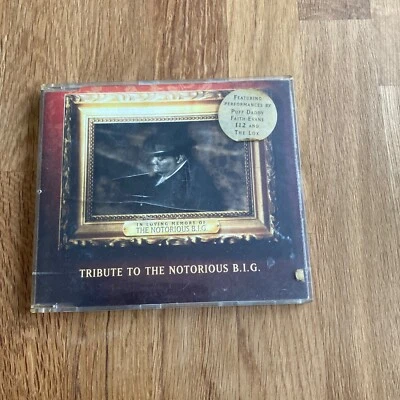 FEATURING
PERFORMANCES BY
PUFF DADDY
FAITH EVANS
112 AND
THE LOX
IN LOVING MEMORY OF
THE NOTORIOUS B.I.G.
TRIBUTE TO THE NOTORIOUS B.I.G.